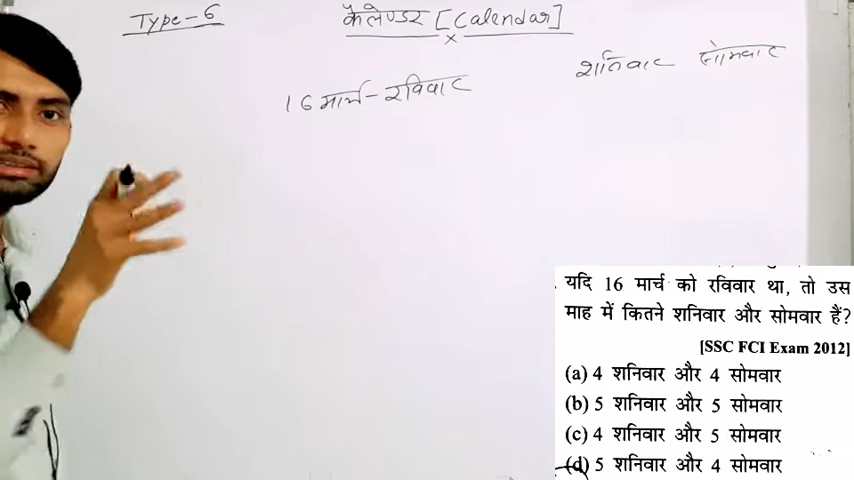 Type-6
कैलेण्डर [Calendar]
16 मार्च-रविवार
शनिवार सोमवार
यदि 16 मार्च को रविवार था, तो उस
माह में कितने शनिवार और सोमवार हैं?
[SSC FCI Exam 2012]
(a) 4 शनिवार और 4 सोमवार
(b) 5 शनिवार और 5 सोमवार
(c) 4 शनिवार और 5 सोमवार
(d) 5 शनिवार और 4 सोमवार